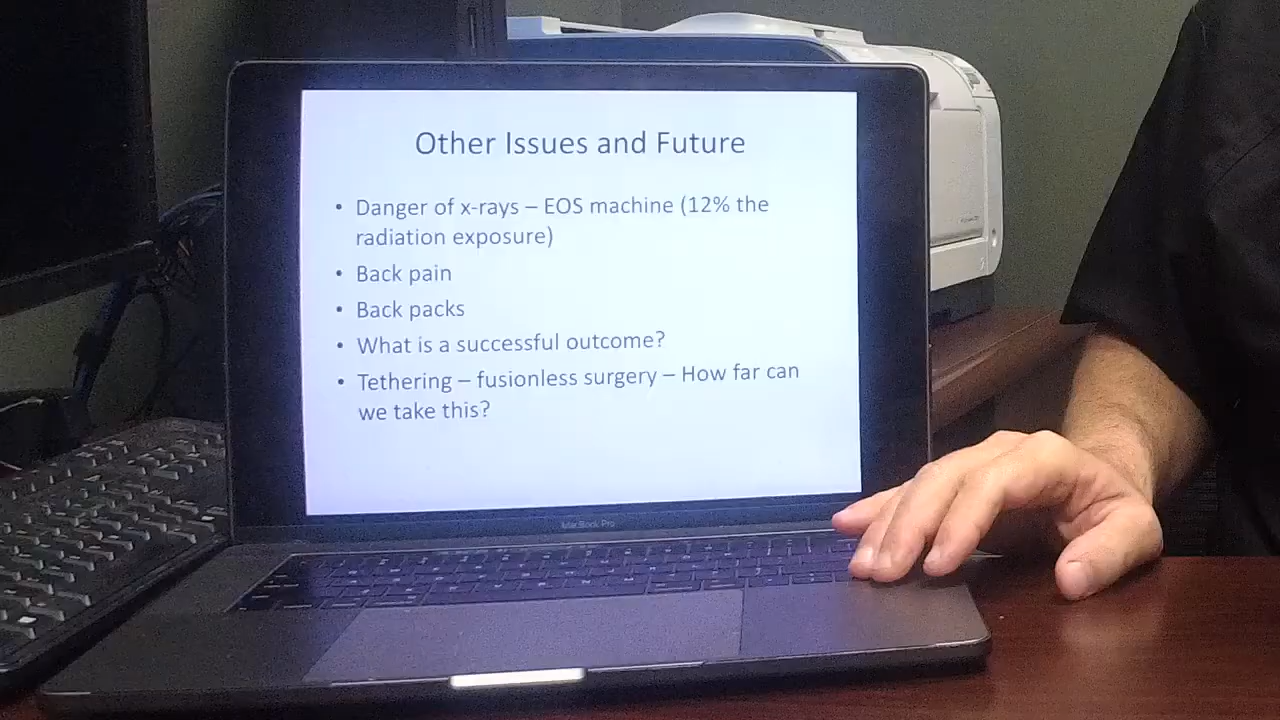 Other Issues and Future
• Danger of x-rays – EOS machine (12% the
radiation exposure)
• Back pain
• Back packs
• What is a successful outcome?
• Tethering – fusionless surgery – How far can
we take this?
MacBook Pro